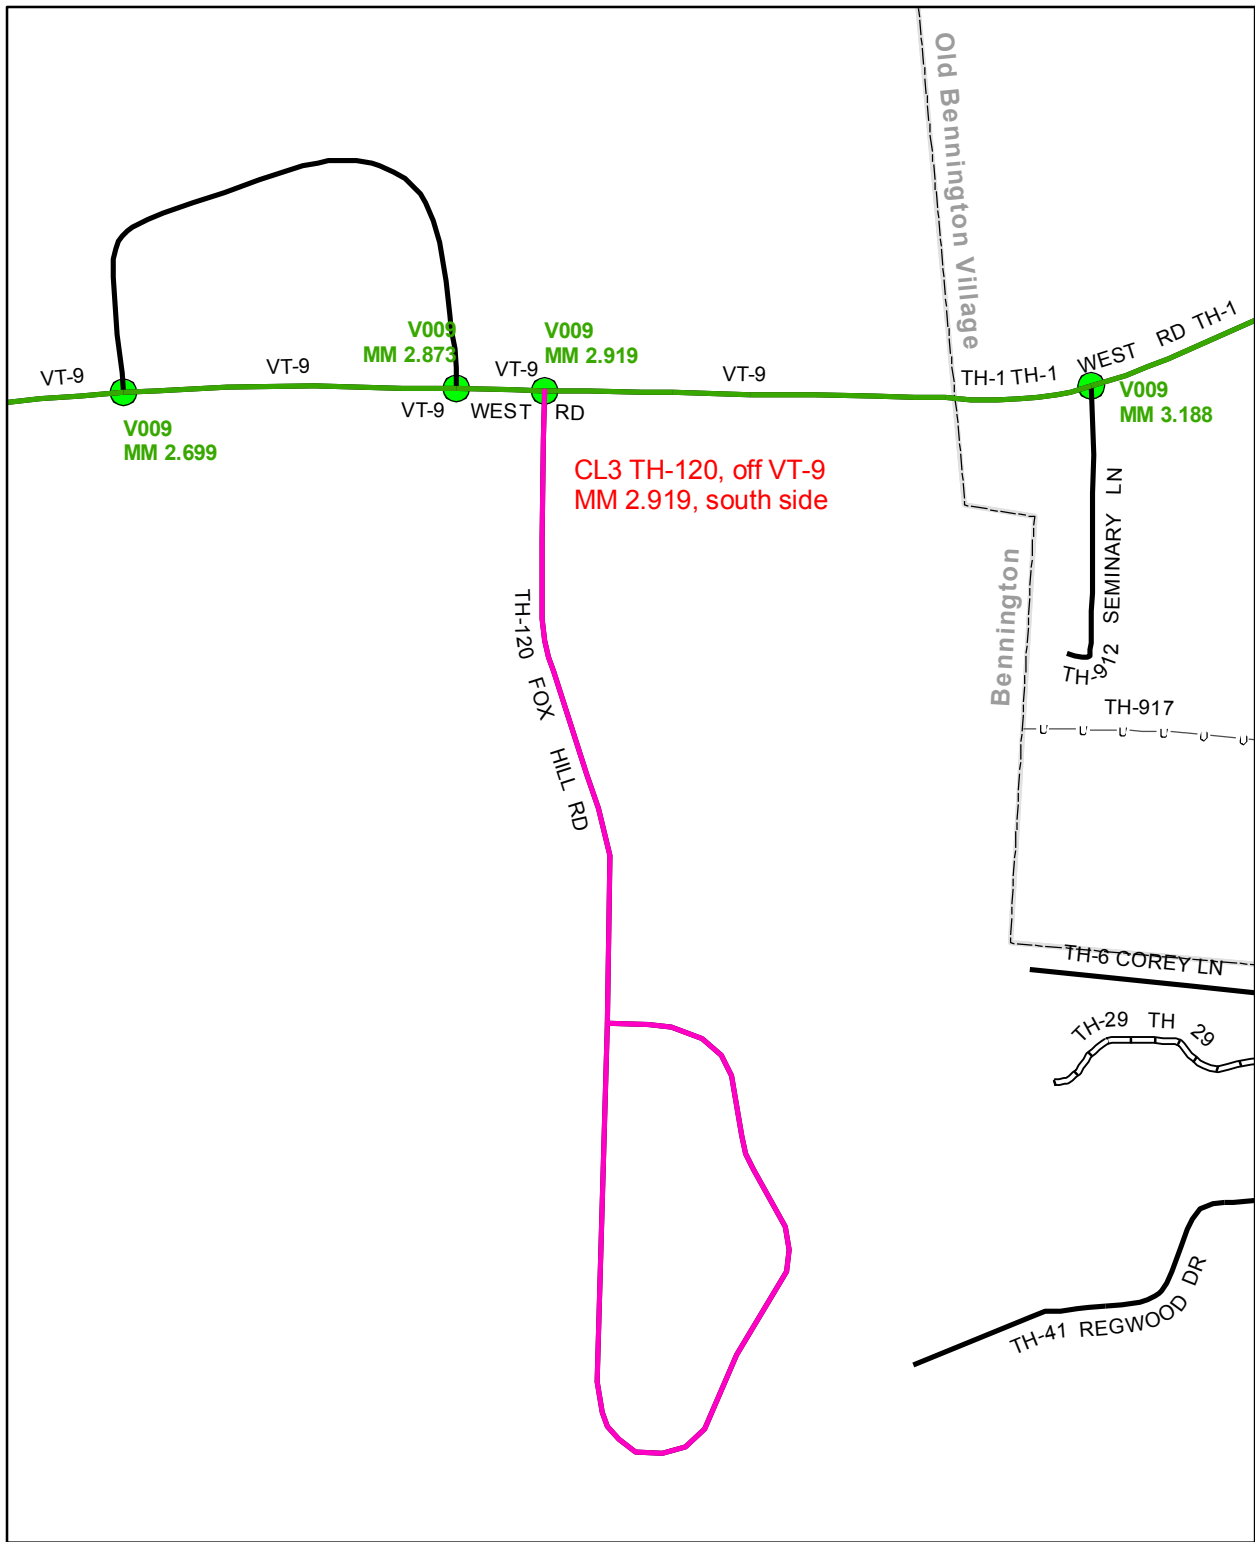 Old Bennington Village
V009
MM 2.873
V009
MM 2.919
VT-9
VT-9
VT-9
VT-9
TH-1 TH-1
WEST RD TH-1
V009
MM 3.188
VT-9 WEST RD
V009
MM 2.699
CL3 TH-120, off VT-9
MM 2.919, south side
TH-120 FOX HILL RD
Bennington
TH-912 SEMINARY LN
TH-917
TH-6 COREY LN
TH-29 TH 29
TH-41 REGWOOD DR